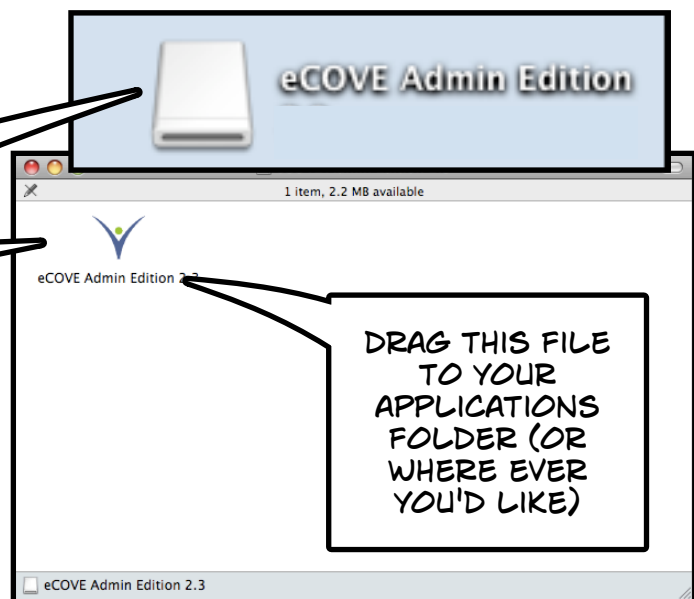 eCOVE Admin Edition
1 item, 2.2 MB available
eCOVE Admin Edition 2.3
DRAG THIS FILE
TO YOUR
APPLICATIONS
FOLDER (OR
WHERE EVER
YOU'D LIKE)
eCOVE Admin Edition 2.3